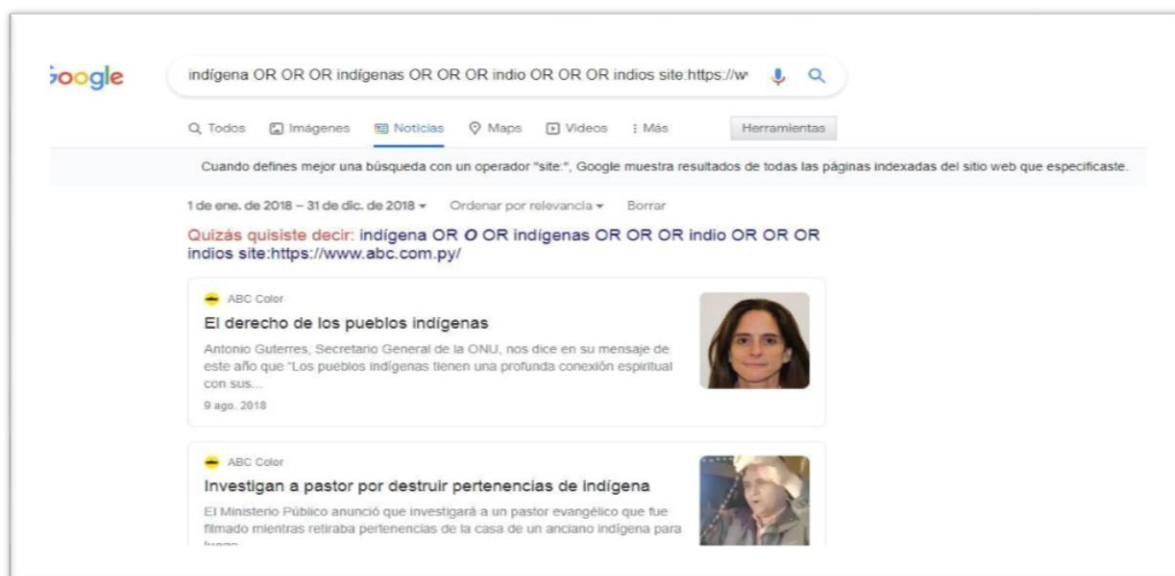 Google
indígena OR OR OR indígenas OR OR OR indio OR OR OR indios site:https://w
Todos Imágenes Noticias Maps Videos Más Herramientas
Cuando defines mejor una búsqueda con un operador "site:", Google muestra resultados de todas las páginas indexadas del sitio web que especificaste.
1 de ene. de 2018 – 31 de dic. de 2018 Ordenar por relevancia Borrar
Quizás quisiste decir: indígena OR O OR indígenas OR OR OR indio OR OR OR
indios site:https://www.abc.com.py/
ABC Color
El derecho de los pueblos indígenas
Antonio Guterres, Secretario General de la ONU, nos dice en su mensaje de
este año que "Los pueblos indígenas tienen una profunda conexión espiritual
con sus...
9 ago. 2018
ABC Color
Investigan a pastor por destruir pertenencias de indígena
El Ministerio Público anunció que investigará a un pastor evangélico que fue
filmado mientras retiraba pertenencias de la casa de un anciano indígena para